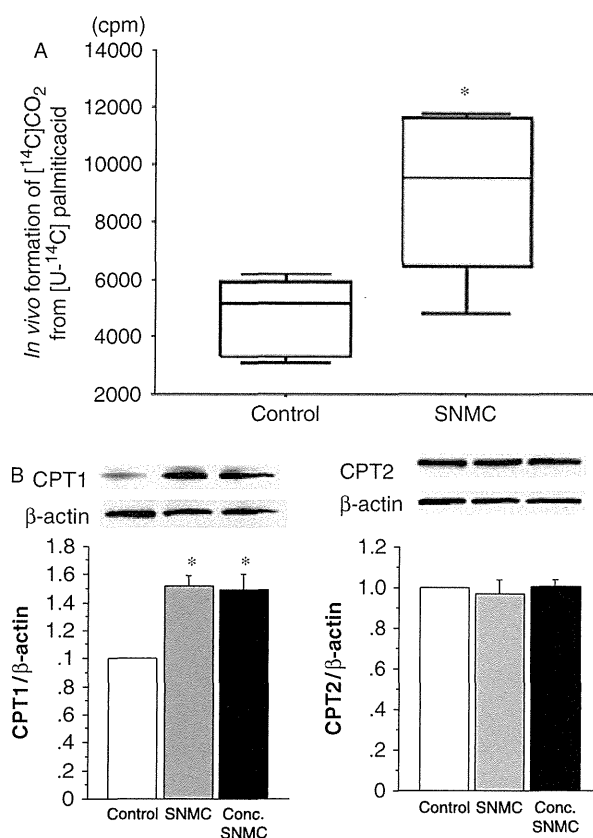 (cpm)
A
14000
12000
10000
8000
6000
4000
2000
In vivo formation of [¹⁴C]CO₂
from [U-¹⁴C] palmiticacid
*
Control
SNMC
B
CPT1
β-actin
1.8
1.6
1.4
1.2
.1
.8
.6
.4
.2
0
CPT1/β-actin
*
*
Control
SNMC
Conc.
SNMC
CPT2
β-actin
1.2
1.0
.8
.6
.4
.2
0
CPT2/β-actin
Control
SNMC
Conc.
SNMC